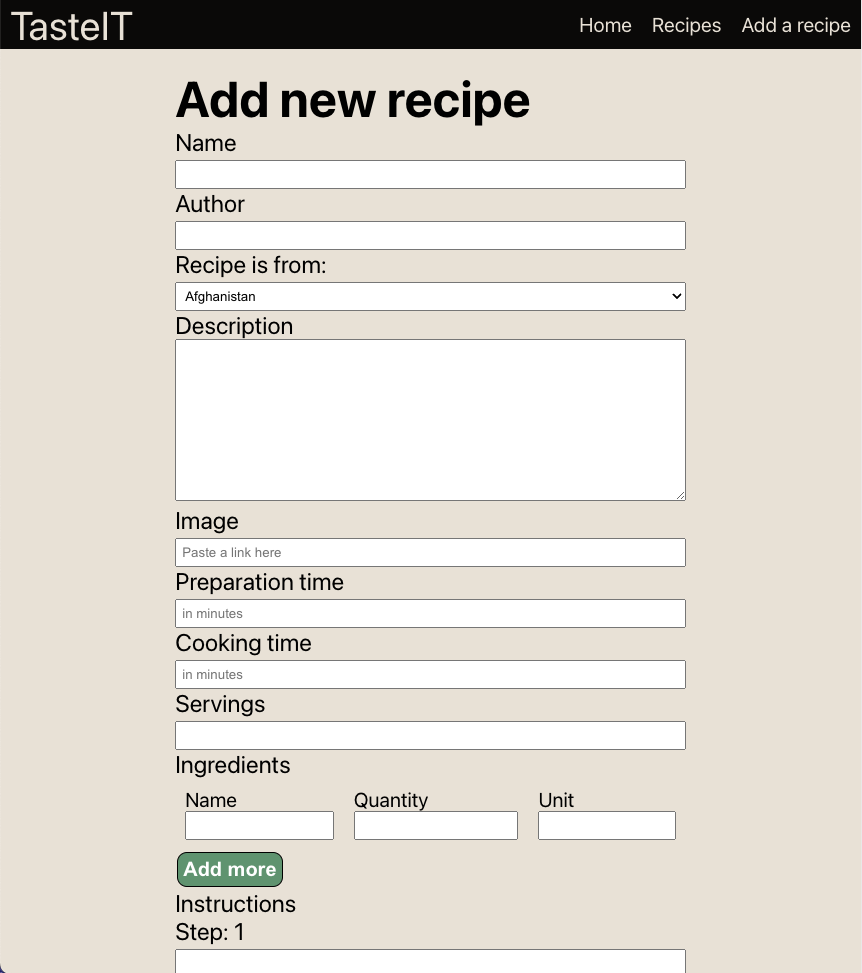 TasteIT
Home Recipes Add a recipe
Add new recipe
Name
Author
Recipe is from:
Afghanistan
Description
Image
Paste a link here
Preparation time
in minutes
Cooking time
in minutes
Servings
Ingredients
Name Quantity Unit
Add more
Instructions
Step: 1